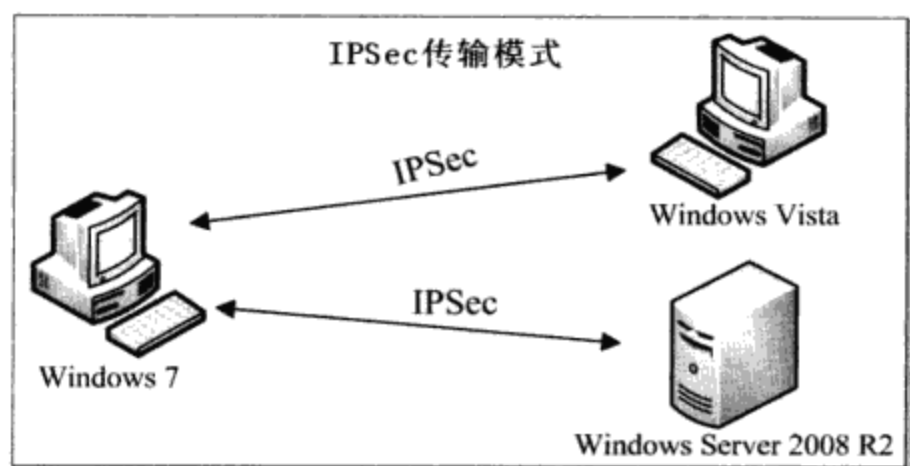 IPSec传输模式
IPSec
Windows Vista
IPSec
Windows 7
Windows Server 2008 R2